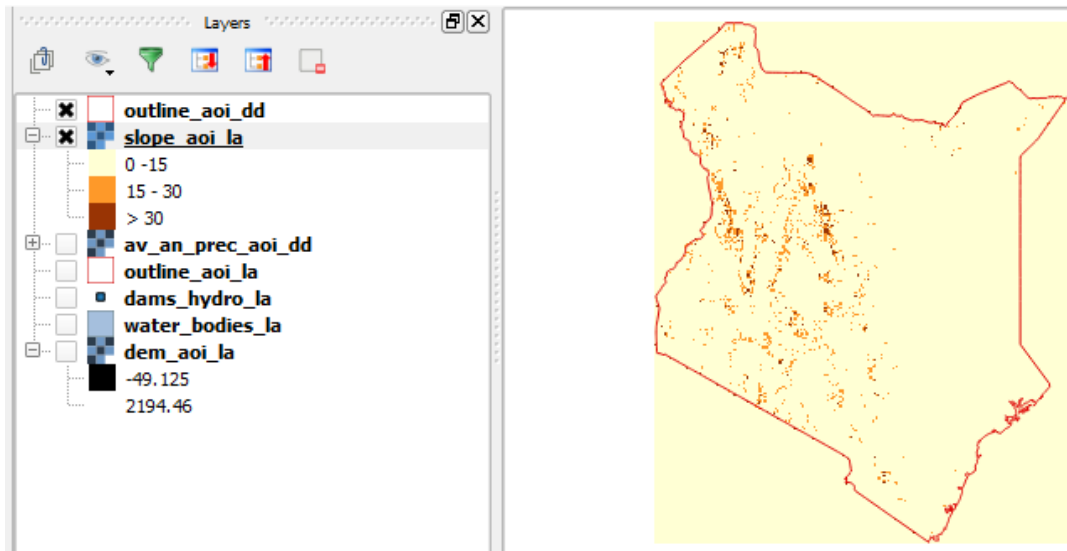 Layers
outline_aoi_dd
slope_aoi_la
0 -15
15 - 30
> 30
av_an_prec_aoi_dd
outline_aoi_la
dams_hydro_la
water_bodies_la
dem_aoi_la
-49.125
2194.46